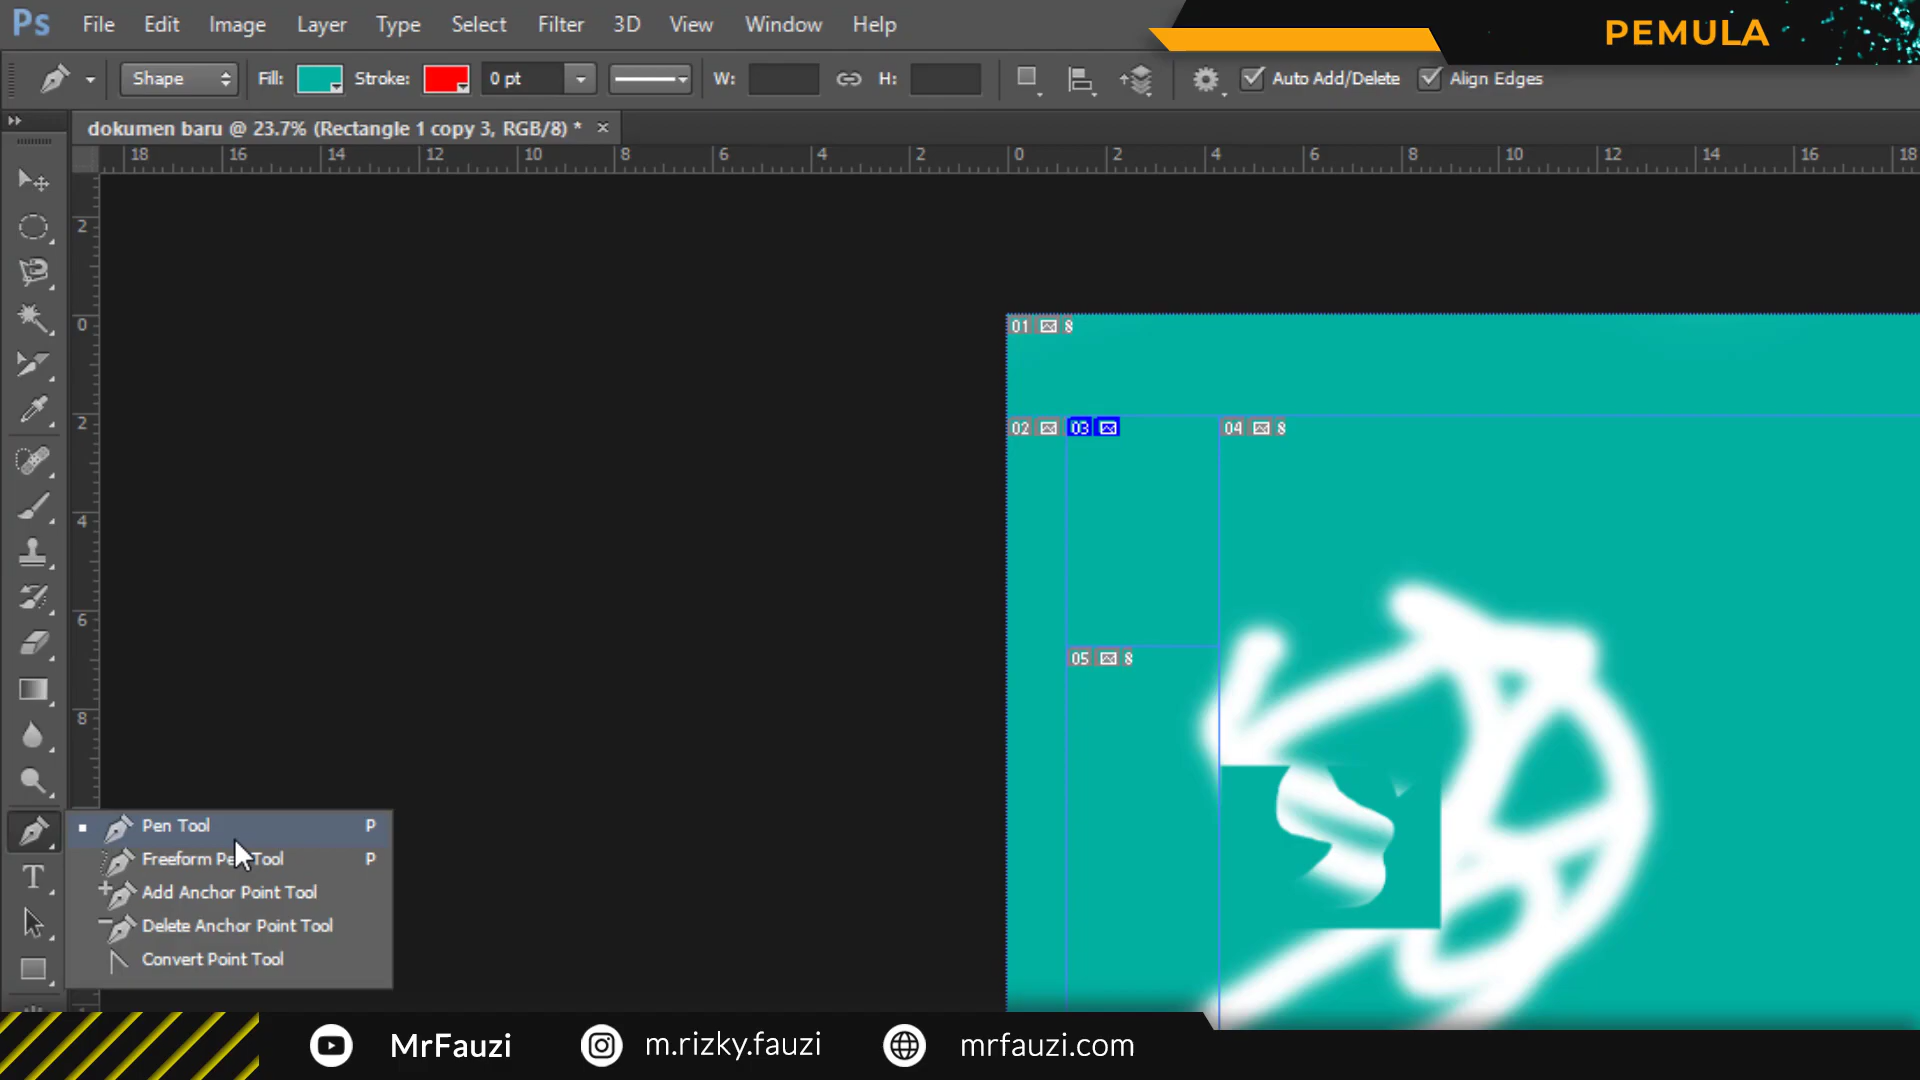 Ps File Edit Image Layer Type Select Filter 3D View Window Help
PEMULA
Shape Fill: Stroke: 0 pt W: H: Auto Add/Delete Align Edges
dokumen baru @ 23.7% (Rectangle 1 copy 3, RGB/8) * ×
18 16 14 12 10 8 6 4 2 0 2 4 6 8 10 12 14 16 18
2
0
01 8
2
02 03 04 8
4
6
05 8
8
Pen Tool P
Freeform Pen Tool P
Add Anchor Point Tool
Delete Anchor Point Tool
Convert Point Tool
MrFauzi m.rizky.fauzi mrfauzi.com